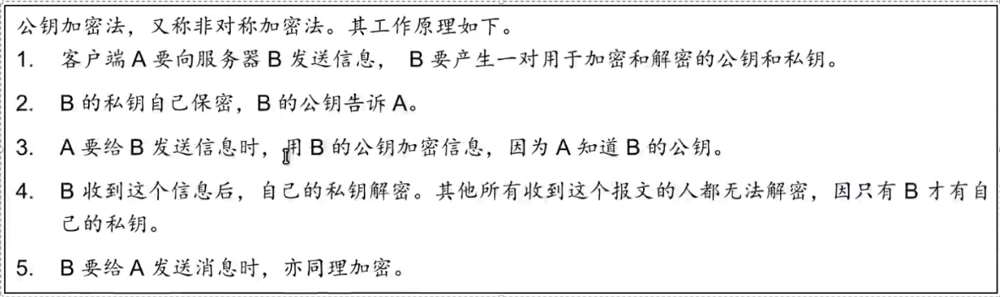 公钥加密法，又称非对称加密法。其工作原理如下。
1. 客户端 A 要向服务器 B 发送信息， B 要产生一对用于加密和解密的公钥和私钥。
2. B 的私钥自己保密，B 的公钥告诉 A。
3. A 要给 B 发送信息时，用 B 的公钥加密信息，因为 A 知道 B 的公钥。
4. B 收到这个信息后，自己的私钥解密。其他所有收到这个报文的人都无法解密，因只有 B 才有自
己的私钥。
5. B 要给 A 发送消息时，亦同理加密。